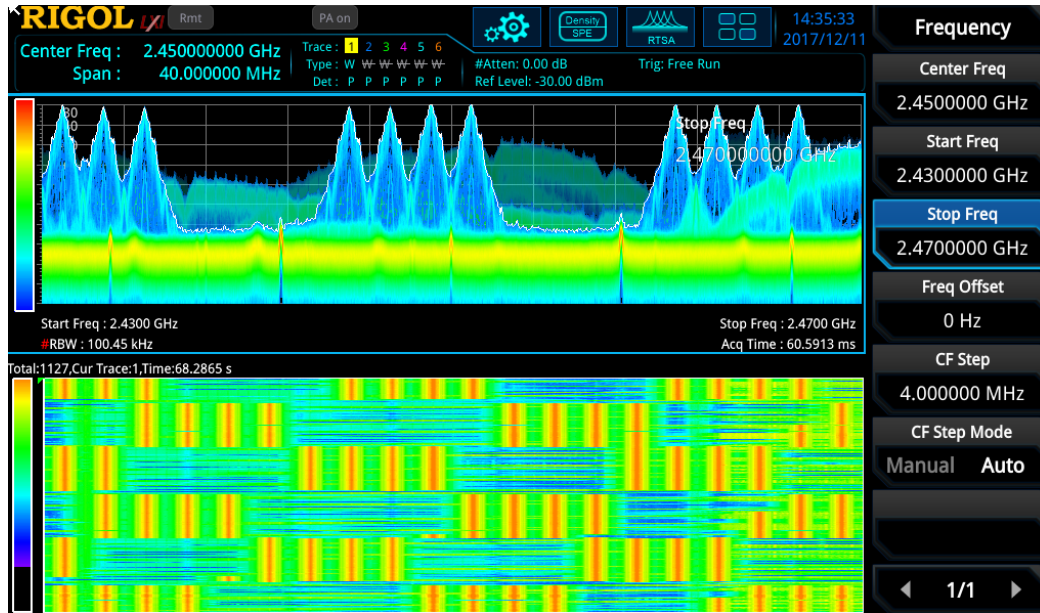 RIGOL LXI Rmt PA on
Density
SPE
RTSA
14:35:33
2017/12/11
Center Freq : 2.450000000 GHz
Span : 40.000000 MHz
Trace : 1 2 3 4 5 6
Type : W W W W W W
Det : P P P P P P
#Atten: 0.00 dB Trig: Free Run
Ref Level: -30.00 dBm
Stop Freq
2.470000000 GHz
Start Freq : 2.4300 GHz Stop Freq : 2.4700 GHz
#RBW : 100.45 kHz Acq Time : 60.5913 ms
Total:1127,Cur Trace:1,Time:68.2865 s
Frequency
Center Freq
2.4500000 GHz
Start Freq
2.4300000 GHz
Stop Freq
2.4700000 GHz
Freq Offset
0 Hz
CF Step
4.000000 MHz
CF Step Mode
Manual Auto
1/1